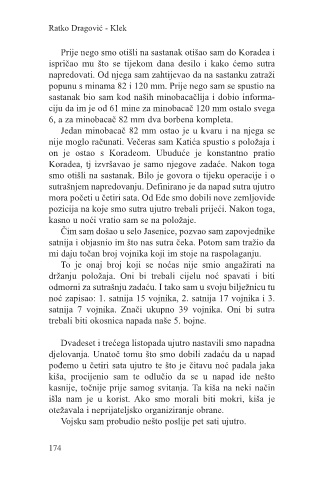 Ratko Dragović - Klek
Prije nego smo otišli na sastanak otišao sam do Koradea i
ispričao mu što se tijekom dana desilo i kako ćemo sutra
napredovati. Od njega sam zahtijevao da na sastanku zatraži
popunu s minama 82 i 120 mm. Prije nego sam se spustio na
sastanak bio sam kod naših minobacačlija i dobio informa-
ciju da im je od 61 mine za minobacač 120 mm ostalo svega
6, a za minobacač 82 mm dva borbena kompleta.
Jedan minobacač 82 mm ostao je u kvaru i na njega se
nije moglo računati. Večeras sam Katića spustio s položaja i
on je ostao s Koradeom. Ubuduće je konstantno pratio
Koradea, tj izvršavao je samo njegove zadaće. Nakon toga
smo otišli na sastanak. Bilo je govora o tijeku operacije i o
sutrašnjem napredovanju. Definirano je da napad sutra ujutro
mora početi u četiri sata. Od Ede smo dobili nove zemljovide
pozicija na koje smo sutra ujutro trebali prijeći. Nakon toga,
kasno u noći vratio sam se na položaje.
Čim sam došao u selo Jasenice, pozvao sam zapovjednike
satnija i objasnio im što nas sutra čeka. Potom sam tražio da
mi daju točan broj vojnika koji im stoje na raspolaganju.
To je onaj broj koji se noćas nije smio angažirati na
držanju položaja. Oni bi trebali cijelu noć spavati i biti
odmorni za sutrašnju zadaću. I tako sam u svoju bilježnicu tu
noć zapisao: 1. satnija 15 vojnika, 2. satnija 17 vojnika i 3.
satnija 7 vojnika. Znači ukupno 39 vojnika. Oni bi sutra
trebali biti okosnica napada naše 5. bojne.
Dvadeset i trećega listopada ujutro nastavili smo napadna
djelovanja. Unatoč tomu što smo dobili zadaću da u napad
pođemo u četiri sata ujutro te što je čitavu noć padala jaka
kiša, procijenio sam te odlučio da se u napad ide nešto
kasnije, točnije prije samog svitanja. Ta kiša na neki način
išla nam je u korist. Ako smo morali biti mokri, kiša je
otežavala i neprijateljsko organiziranje obrane.
Vojsku sam probudio nešto poslije pet sati ujutro.
174